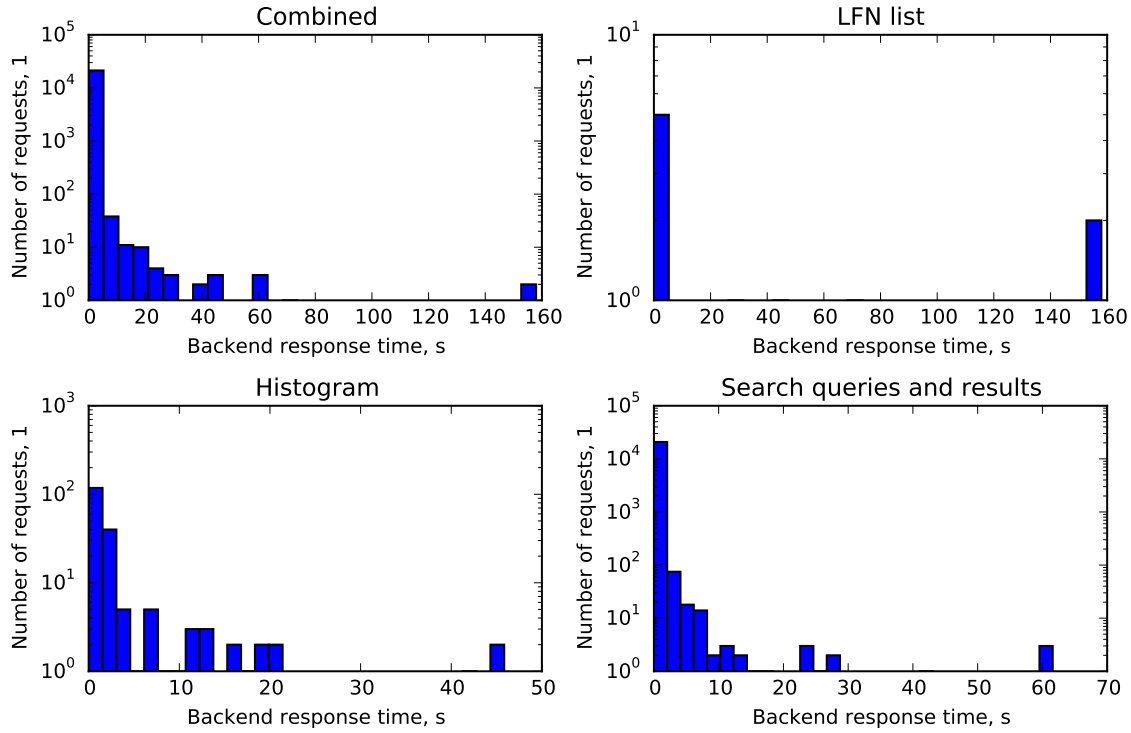 Combined
Number of requests, 1
10^5
10^4
10^3
10^2
10^1
10^0
0 20 40 60 80 100 120 140 160
Backend response time, s
LFN list
Number of requests, 1
10^1
10^0
0 20 40 60 80 100 120 140 160
Backend response time, s
Histogram
Number of requests, 1
10^3
10^2
10^1
10^0
0 10 20 30 40 50
Backend response time, s
Search queries and results
Number of requests, 1
10^5
10^4
10^3
10^2
10^1
10^0
0 10 20 30 40 50 60 70
Backend response time, s